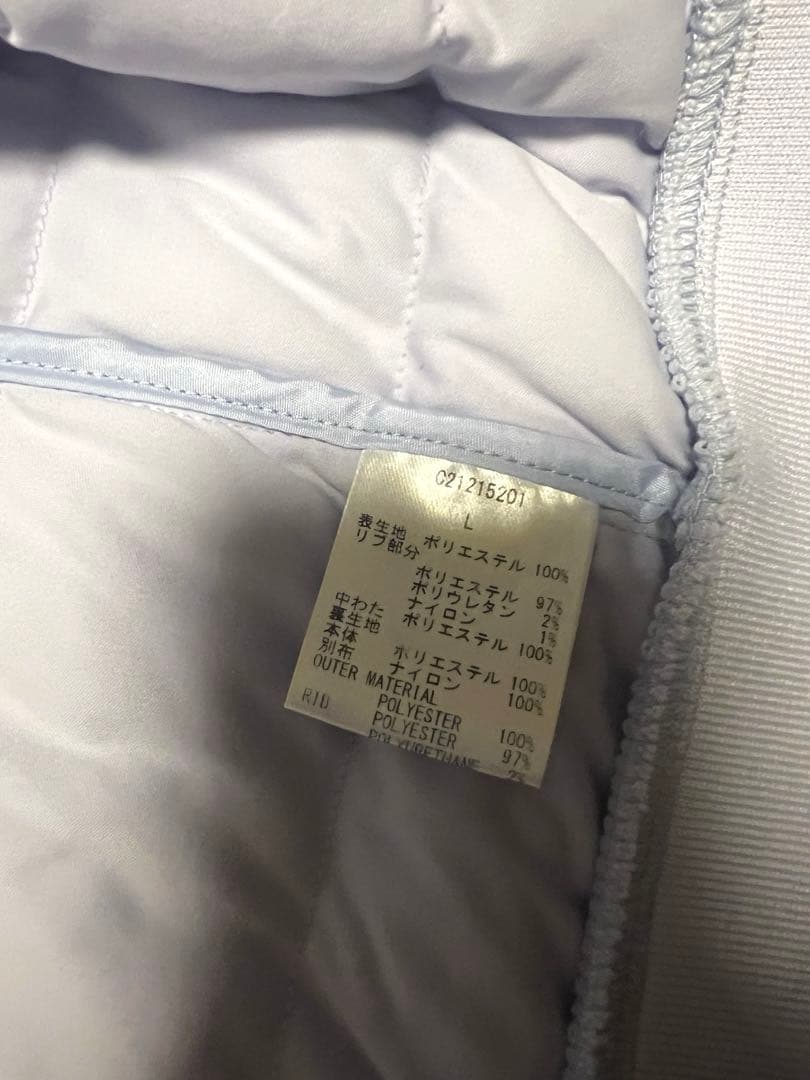 C21215201
L
表生地 ポリエステル 100%
リブ部分
ポリエステル 97%
ポリウレタン 2%
ナイロン 1%
中わた ポリエステル 100%
裏生地
本体 ポリエステル 100%
別布 ナイロン 100%
OUTER MATERIAL
POLYESTER 100%
RIB POLYESTER 97%
POLYURETHANE 2%